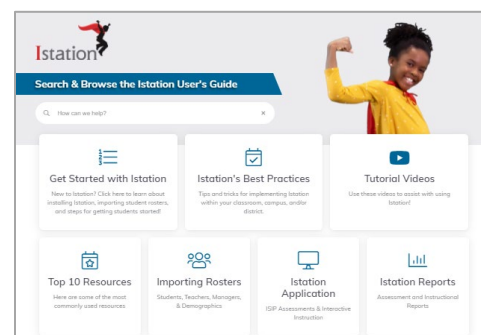 Istation
Search & Browse the Istation User's Guide
How can we help?
Get Started with Istation
New to Istation? Click here to learn about
installing Istation, importing student rosters,
and steps for getting students started!
Istation's Best Practices
Tips and tricks for implementing Istation
within your classroom, campus, and/or
district.
Tutorial Videos
Use these videos to assist with using
Istation!
Top 10 Resources
Here are some of the most
commonly used resources
Importing Rosters
Students, Teachers, Managers,
& Demographics
Istation
Application
ISIP Assessments & Interactive
Instruction
Istation Reports
Assessment and Instructional
Reports